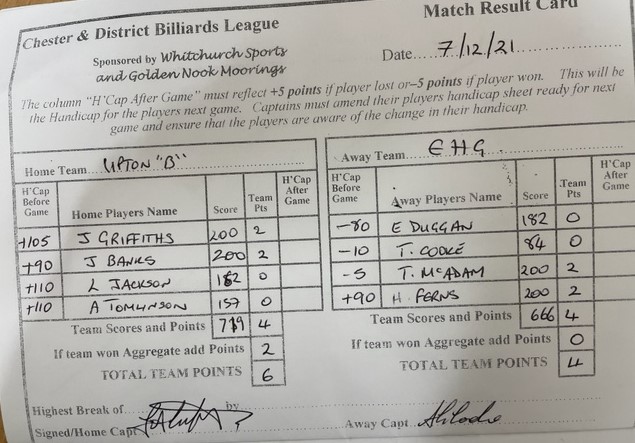 Match Result Card
Chester & District Billiards League
Sponsored by Whitchurch Sports
and Golden Nook Moorings
Date 7/12/21
The column "H'Cap After Game" must reflect +5 points if player lost or -5 points if player won. This will be
the Handicap for the players next game. Captains must amend their players handicap sheet ready for next
game and ensure that the players are aware of the change in their handicap.
Home Team UPTON "B"
H'Cap Before Game Home Players Name Score Team Pts H'Cap After Game
+105 J GRIFFITHS 200 2
+90 J BANKS 200 2
+110 L JACKSON 162 0
+110 A TOMLINSON 157 0
Team Scores and Points 719 4
If team won Aggregate add Points 2
TOTAL TEAM POINTS 6
Away Team EHG
H'Cap Before Game Away Players Name Score Team Pts H'Cap After Game
-80 E DUGGAN 182 0
-10 T. COOKE 84 0
-5 T. McADAM 200 2
+90 H. FERNS 200 2
Team Scores and Points 666 4
If team won Aggregate add Points 0
TOTAL TEAM POINTS 4
Highest Break of by
Signed/Home Capt
Away Capt